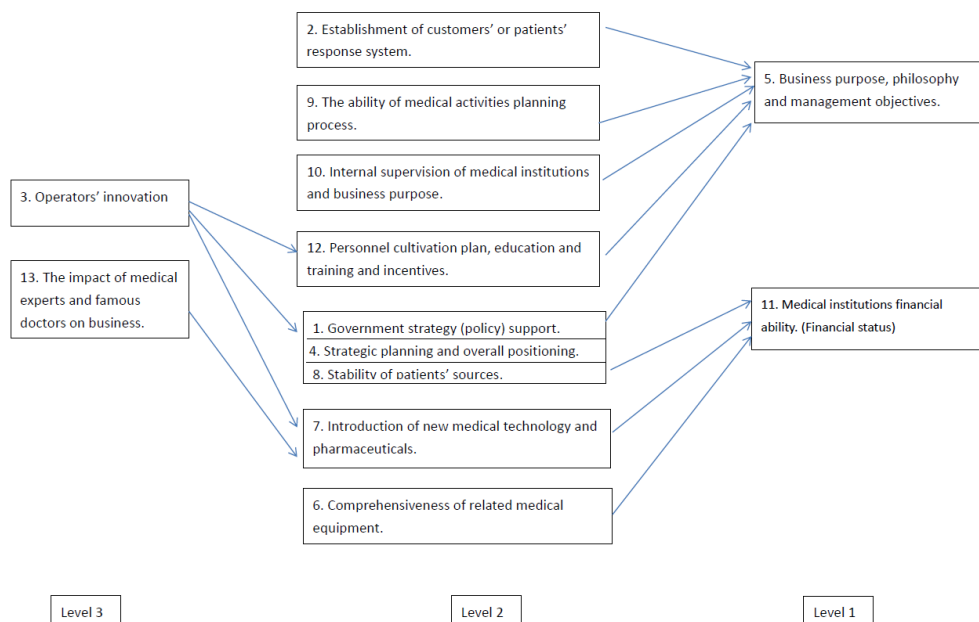 2. Establishment of customers’ or patients’
response system.
9. The ability of medical activities planning
process.
10. Internal supervision of medical institutions
and business purpose.
12. Personnel cultivation plan, education and
training and incentives.
1. Government strategy (policy) support.
4. Strategic planning and overall positioning.
8. Stability of patients’ sources.
7. Introduction of new medical technology and
pharmaceuticals.
6. Comprehensiveness of related medical
equipment.
3. Operators’ innovation
13. The impact of medical
experts and famous
doctors on business.
5. Business purpose, philosophy
and management objectives.
11. Medical institutions financial
ability. (Financial status)
Level 3
Level 2
Level 1